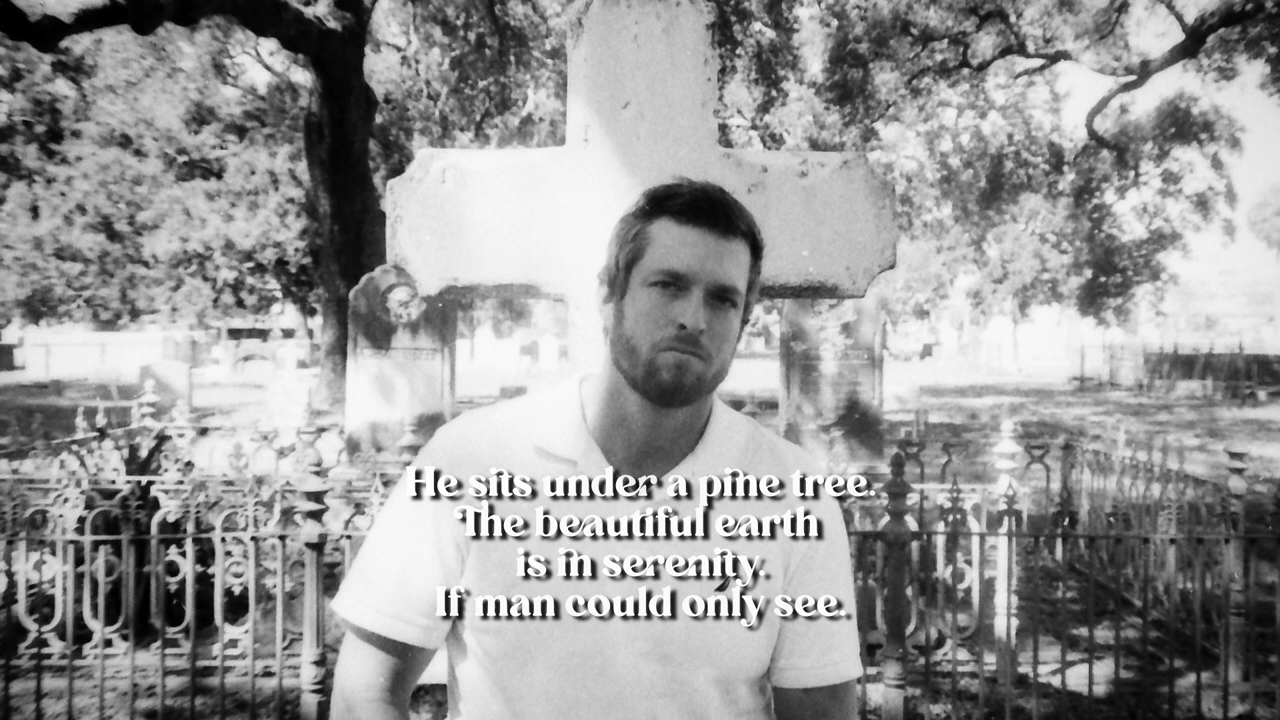 He sits under a pine tree.
The beautiful earth
is in serenity.
If man could only see.